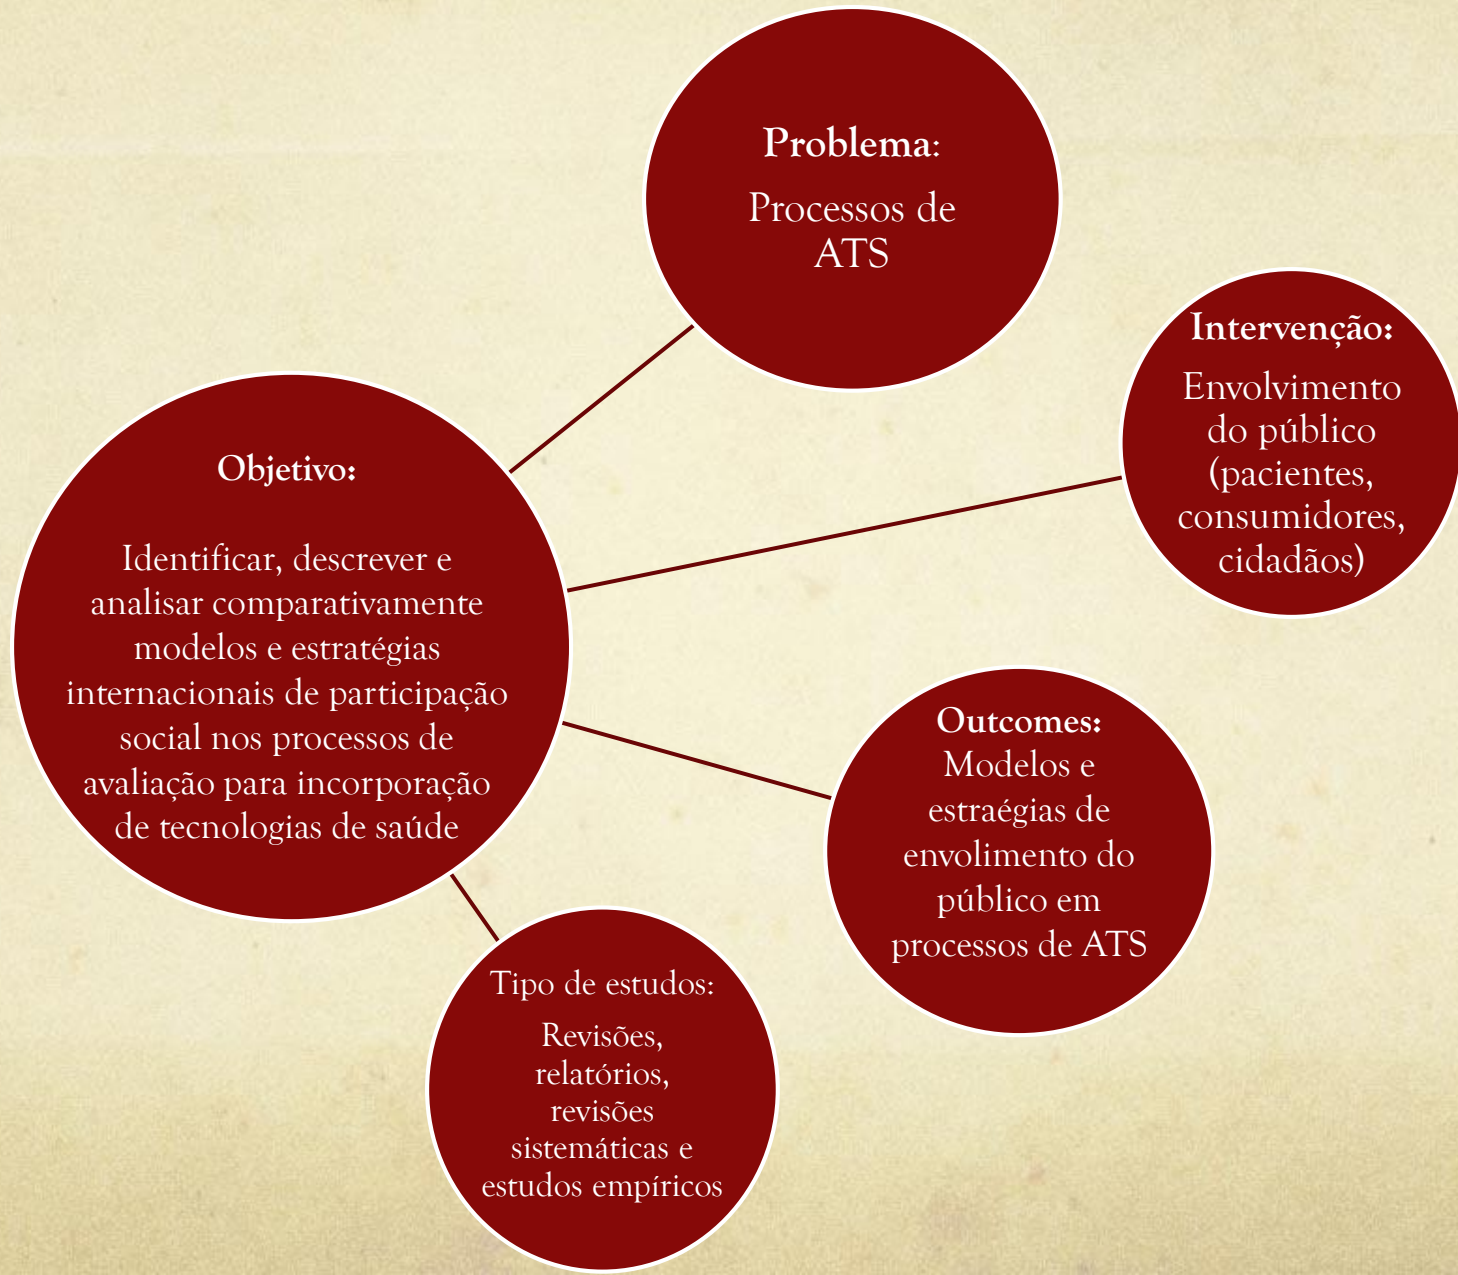 Problema:
Processos de
ATS
Intervenção:
Envolvimento
do público
(pacientes,
consumidores,
cidadãos)
Objetivo:
Identificar, descrever e
analisar comparativamente
modelos e estratégias
internacionais de participação
social nos processos de
avaliação para incorporação
de tecnologias de saúde
Outcomes:
Modelos e
estraégias de
envolimento do
público em
processos de ATS
Tipo de estudos:
Revisões,
relatórios,
revisões
sistemáticas e
estudos empíricos